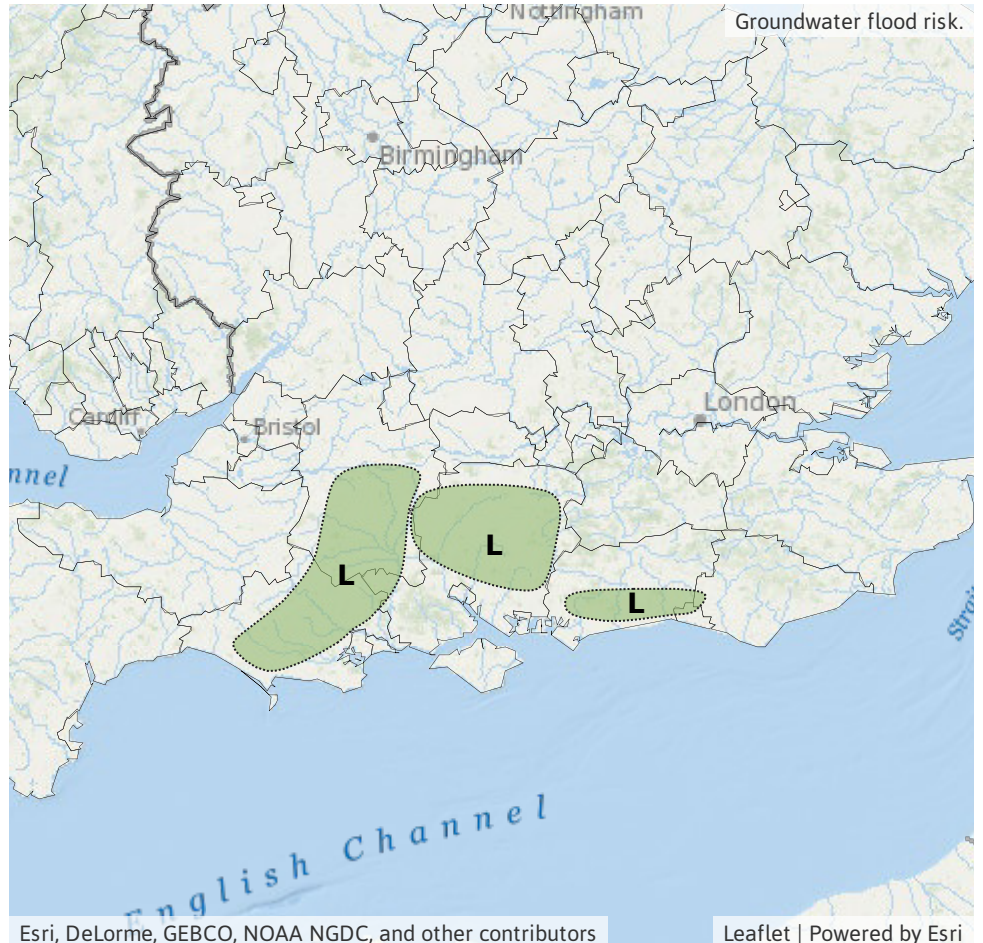 Nottingham
Groundwater flood risk.
Birmingham
London
Cardiff
Bristol
nnel
L
L
L
Strai
English Channel
Esri, DeLorme, GEBCO, NOAA NGDC, and other contributors
Leaflet | Powered by Esri